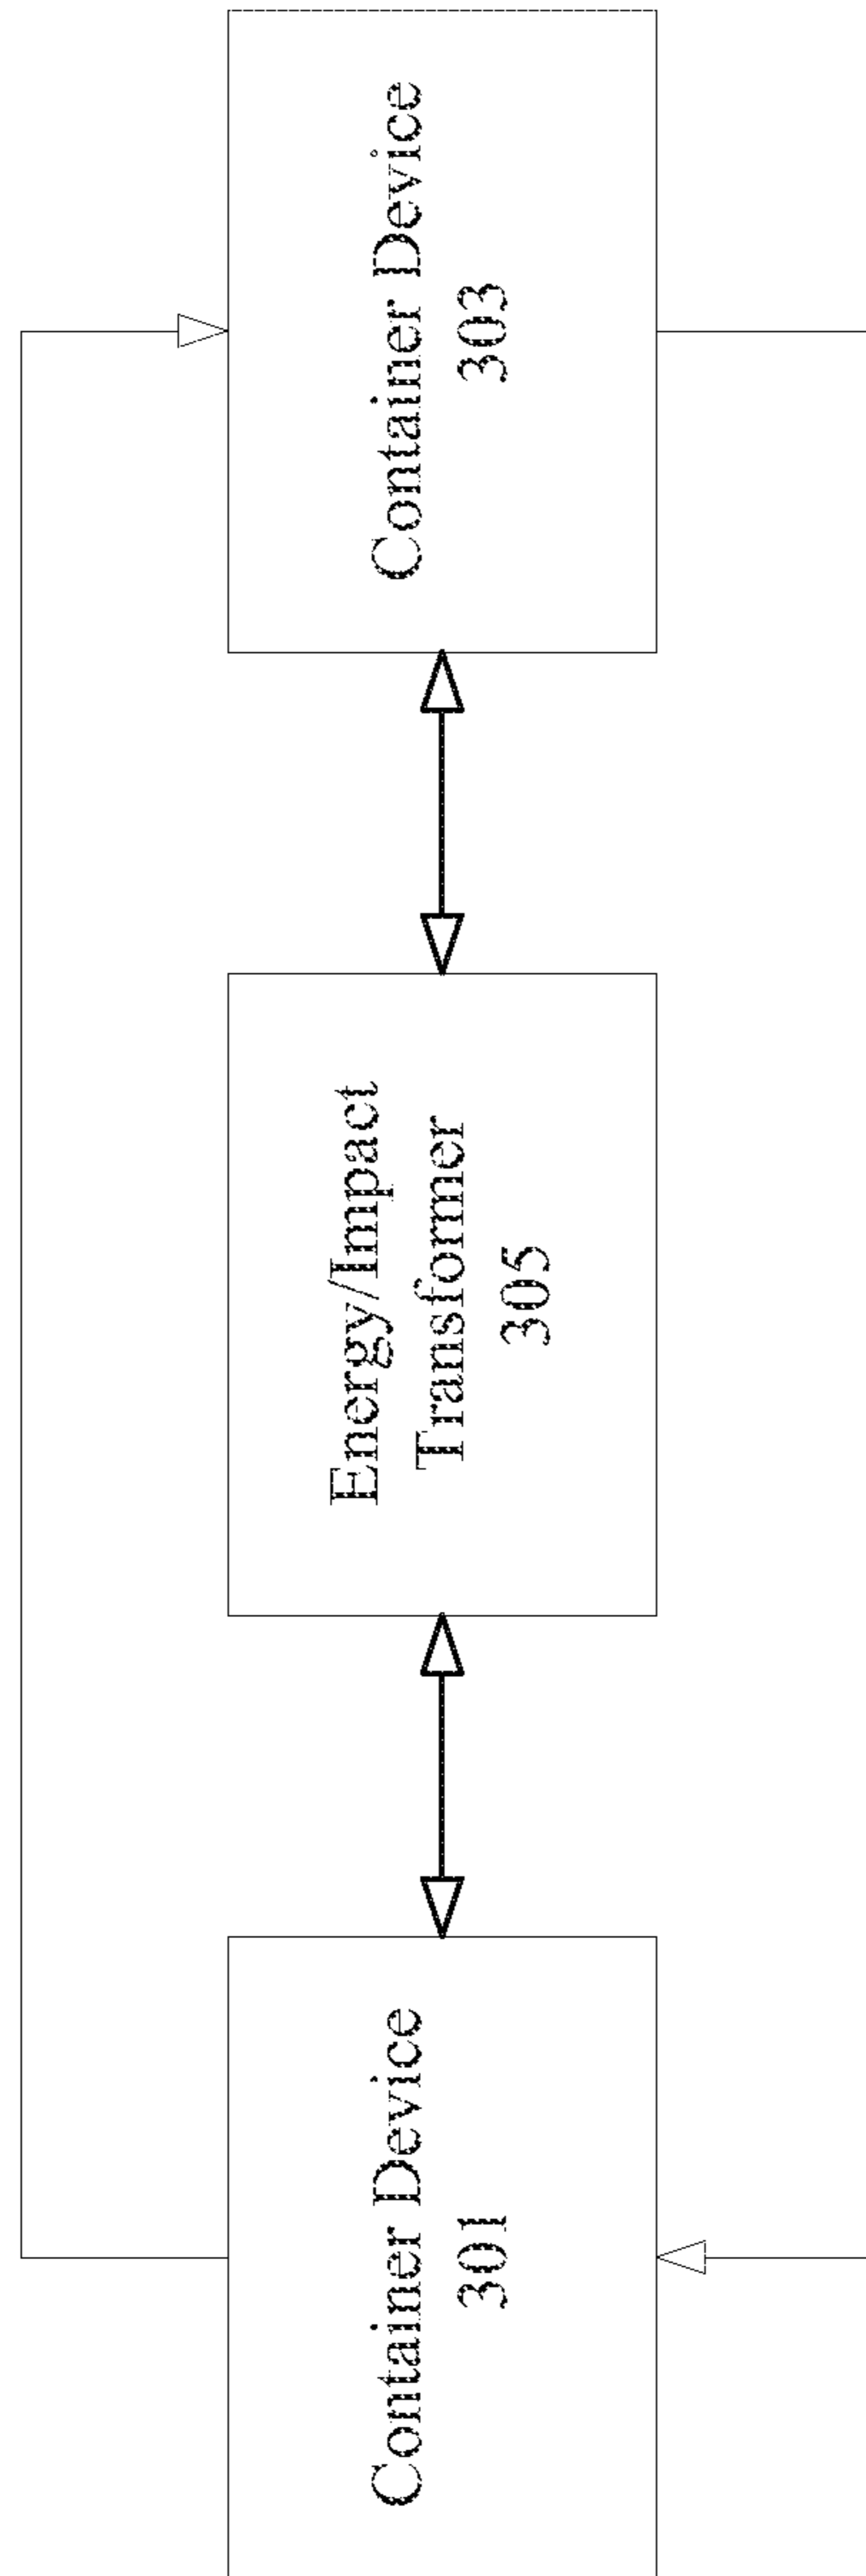 Container Device
301
Energy/Impact
Transformer
305
Container Device
303